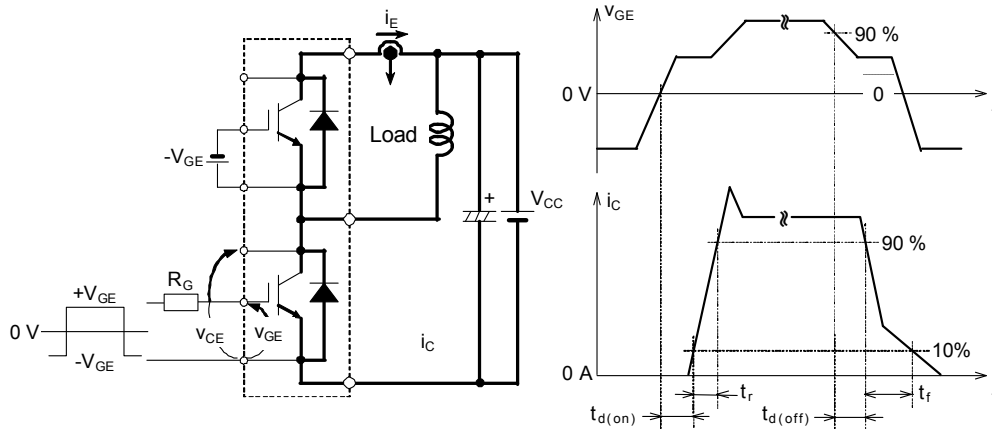 i_E
Load
-V_GE
+
V_CC
R_G
+V_GE
0 V
-V_GE
v_CE
v_GE
i_C
v_GE
90 %
0 V
0
i_C
90 %
10%
0 A
t_r
t_f
t_d(on)
t_d(off)